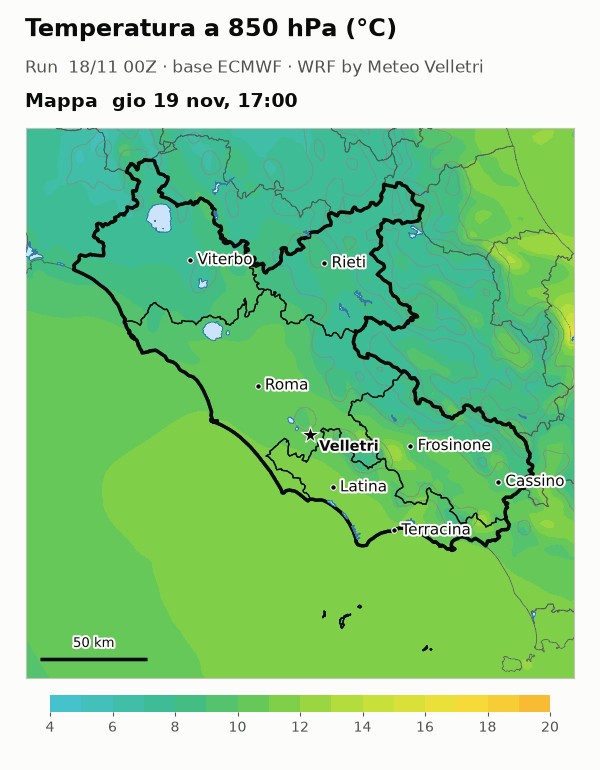 Temperatura a 850 hPa (°C)
Run  18/11 00Z · base ECMWF · WRF by Meteo Velletri
Mappa  gio 19 nov, 17:00
Viterbo
Rieti
Roma
Velletri
Frosinone
Latina
Cassino
Terracina
50 km
4 6 8 10 12 14 16 18 20